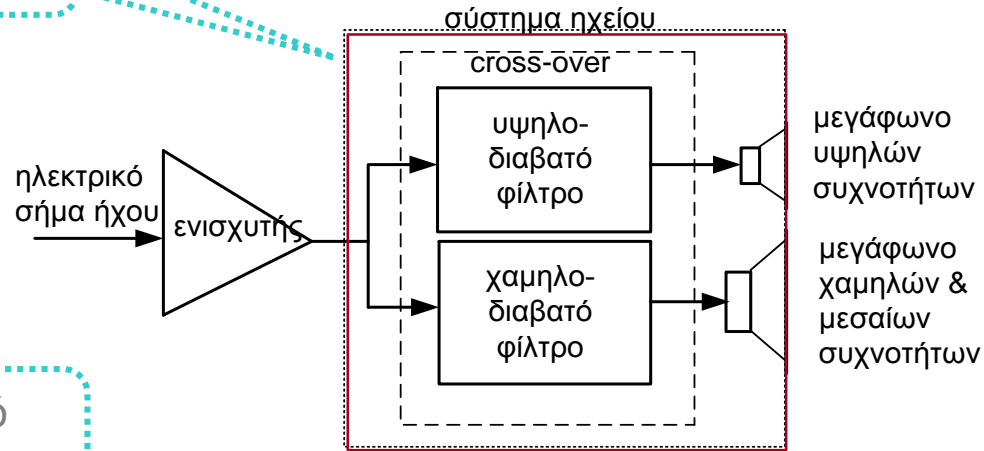 σύστημα ηχείου
cross-over
υψηλο-
διαβατό
φίλτρο
μεγάφωνο
υψηλών
συχνοτήτων
ηλεκτρικό
σήμα ήχου
ενισχυτής
χαμηλο-
διαβατό
φίλτρο
μεγάφωνο
χαμηλών &
μεσαίων
συχνοτήτων